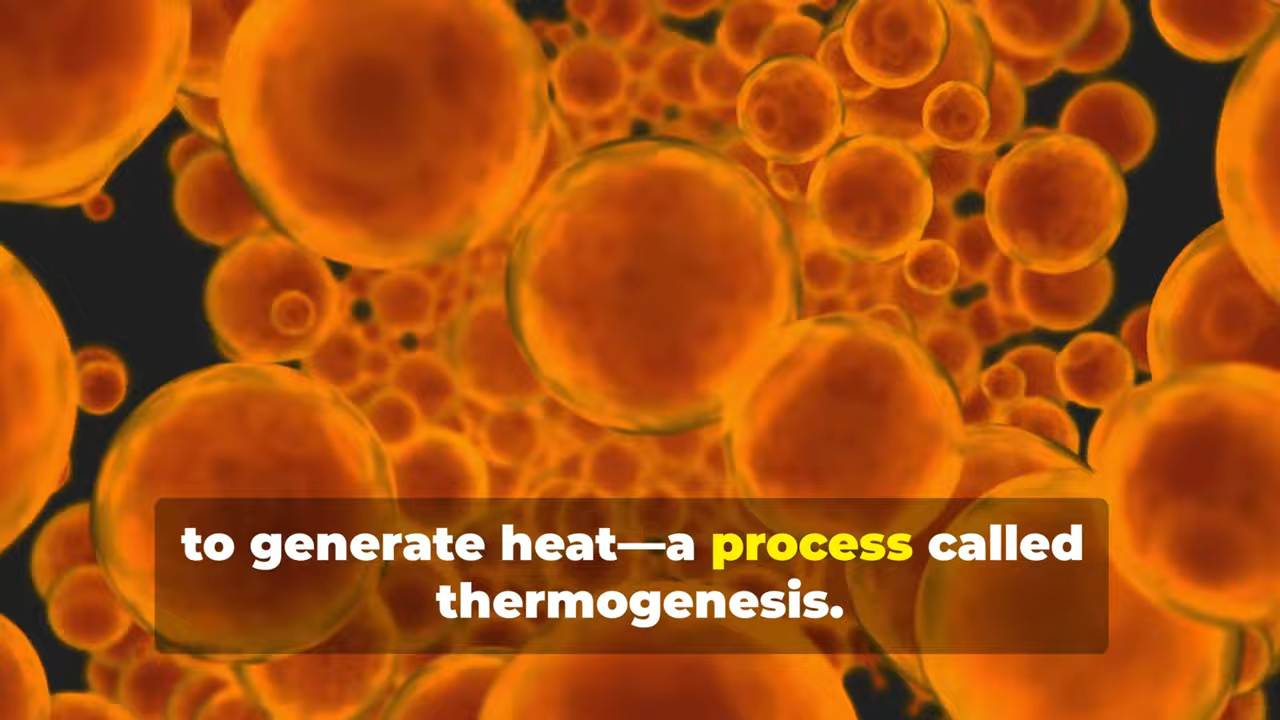 to generate heat—a process called
thermogenesis.